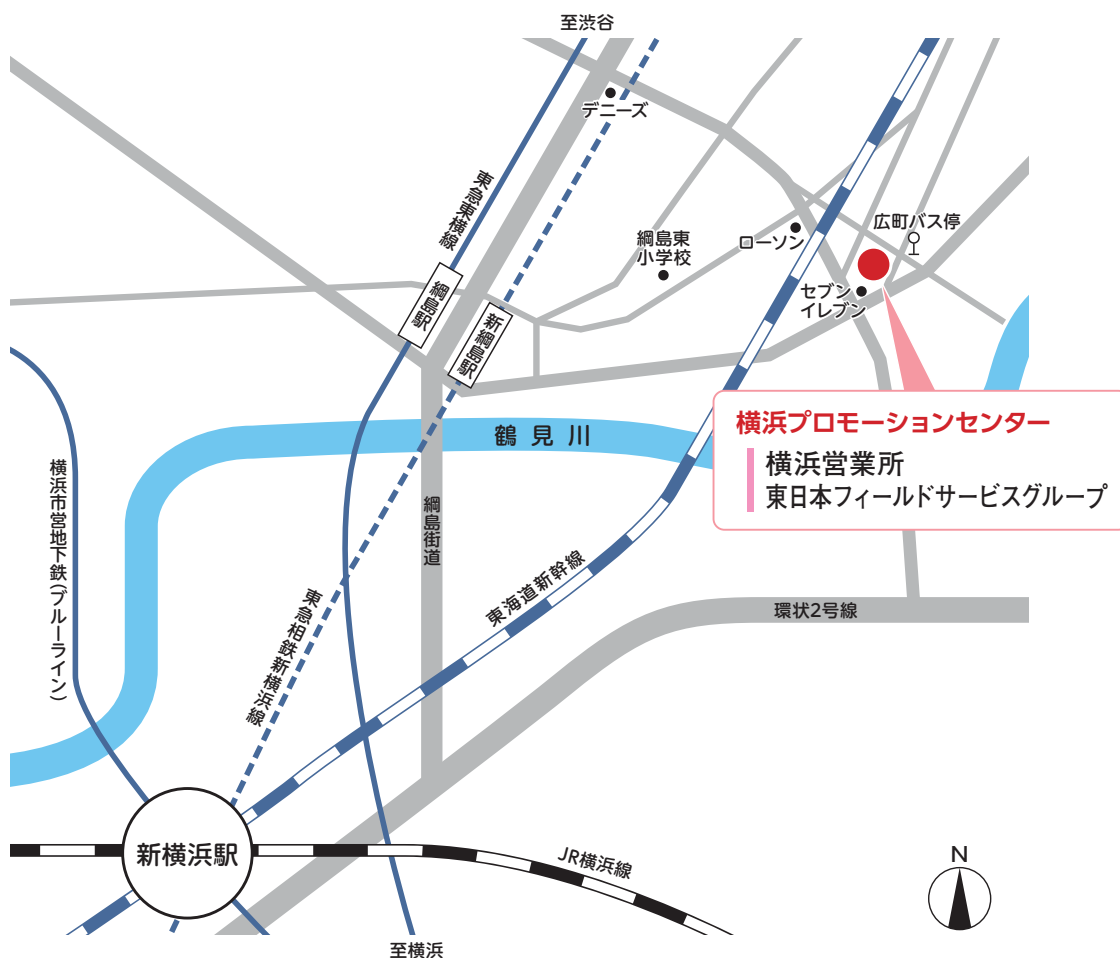 至渋谷
デニーズ
東急東横線
広町バス停
ローソン
綱島東
小学校
綱島駅
新綱島駅
セブン
イレブン
横浜プロモーションセンター
横浜営業所
東日本フィールドサービスグループ
鶴見川
横浜市営地下鉄(ブルーライン)
綱島街道
東海道新幹線
東急相鉄新横浜線
環状2号線
新横浜駅
JR横浜線
N
至横浜